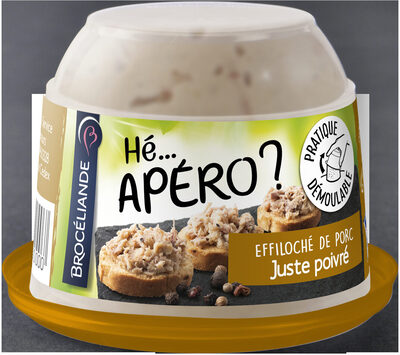 Hé...
APÉRO?
BROCÉLIANDE
PRATIQUE
DÉMOULABLE
EFFILOCHÉ DE PORC
Juste poivré